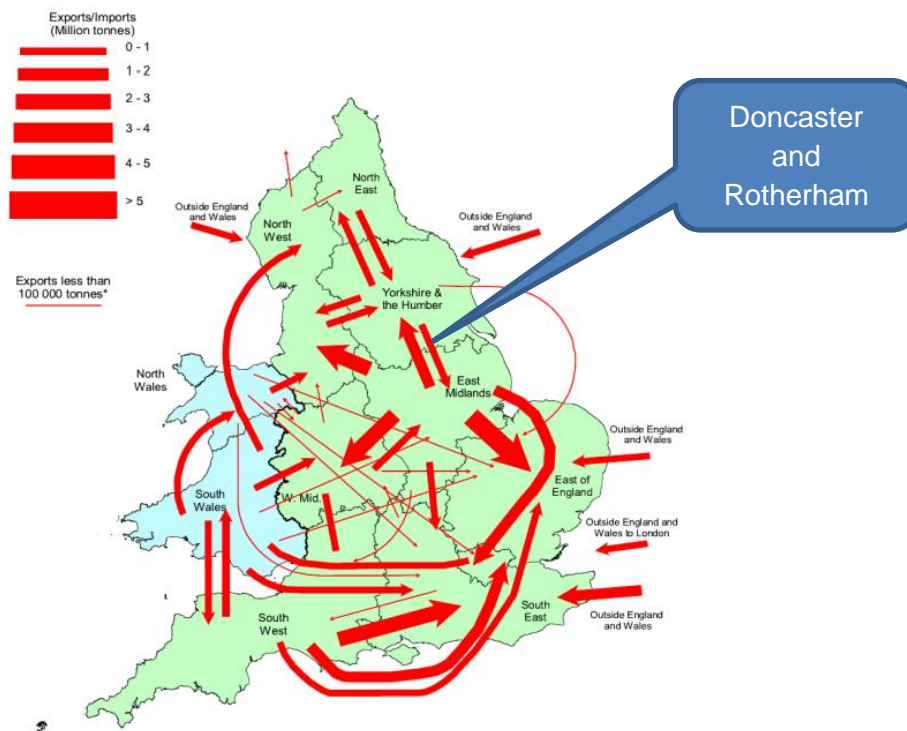 Exports/Imports
(Million tonnes)
0 - 1
1 - 2
2 - 3
3 - 4
4 - 5
> 5
Exports less than
100 000 tonnes*
Doncaster
and
Rotherham
North
East
Outside England
and Wales
North
West
Outside England
and Wales
Yorkshire &
the Humber
North
Wales
East
Midlands
Outside England
and Wales
East of
England
South
Wales
W. Mid.
Outside England and
Wales to London
South
East
South
West
Outside England
and Wales